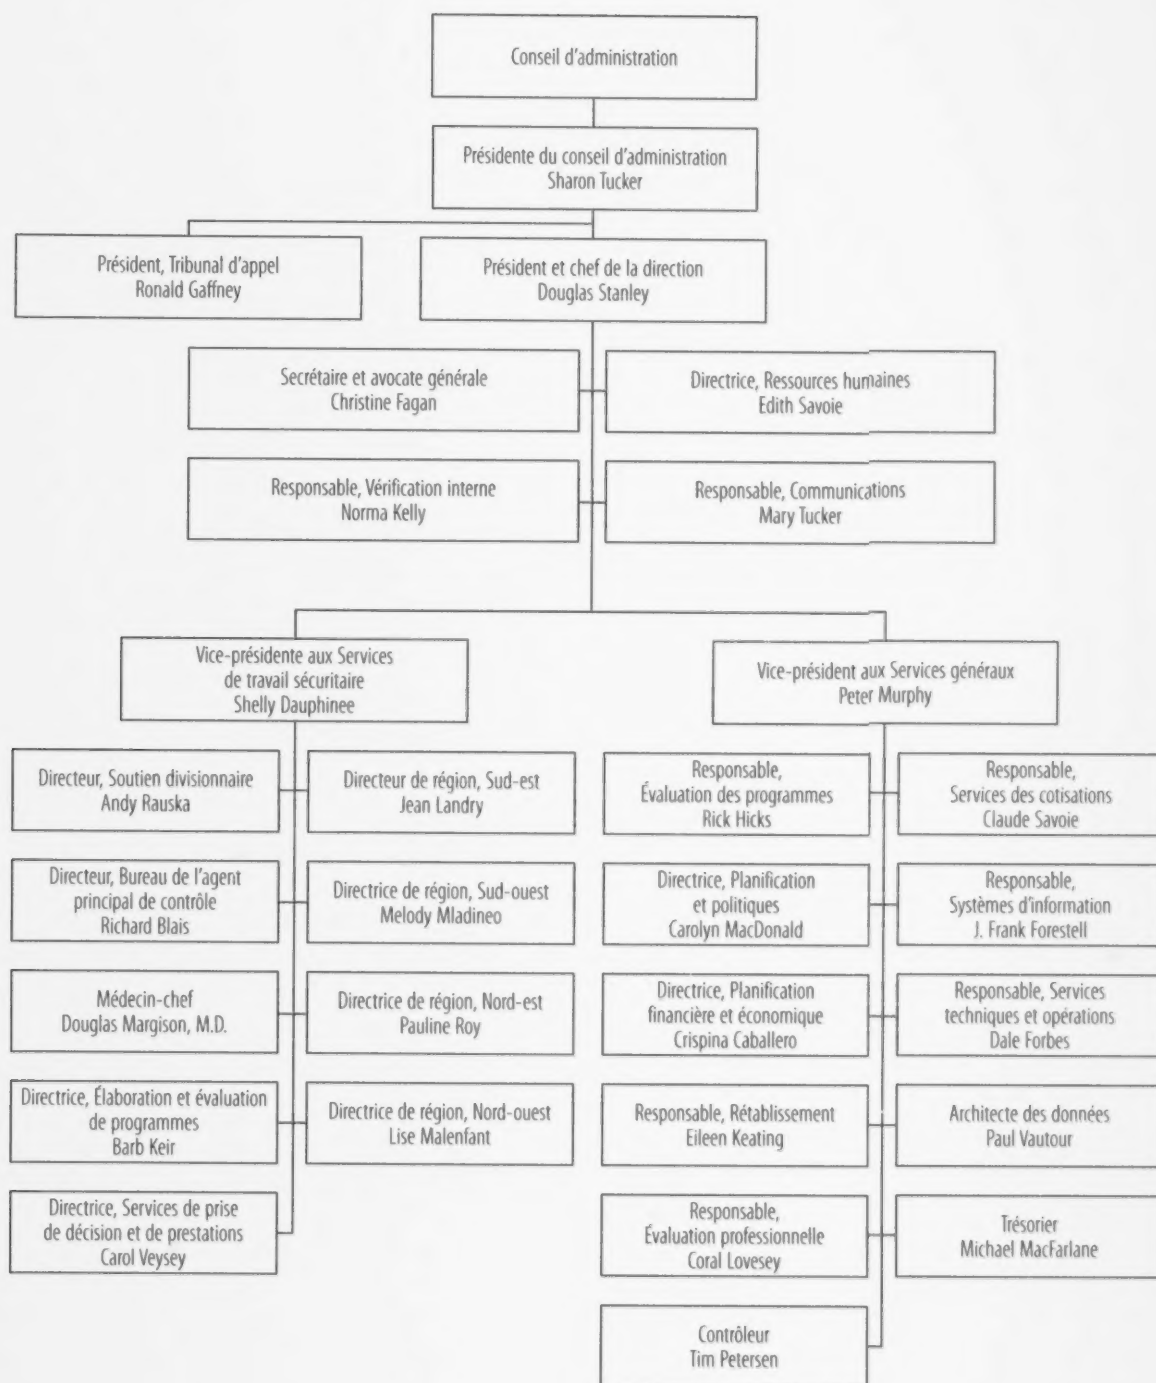 Conseil d'administration
Présidente du conseil d'administration
Sharon Tucker
Président, Tribunal d'appel
Ronald Gaffney
Président et chef de la direction
Douglas Stanley
Secrétaire et avocate générale
Christine Fagan
Directrice, Ressources humaines
Edith Savoie
Responsable, Vérification interne
Norma Kelly
Responsable, Communications
Mary Tucker
Vice-présidente aux Services
de travail sécuritaire
Shelly Dauphinee
Vice-président aux Services généraux
Peter Murphy
Directeur, Soutien divisionnaire
Andy Rauska
Directeur de région, Sud-est
Jean Landry
Responsable,
Évaluation des programmes
Rick Hicks
Responsable,
Services des cotisations
Claude Savoie
Directeur, Bureau de l'agent
principal de contrôle
Richard Blais
Directrice de région, Sud-ouest
Melody Mladineo
Directrice, Planification
et politiques
Carolyn MacDonald
Responsable,
Systèmes d'information
J. Frank Forestell
Médecin-chef
Douglas Margison, M.D.
Directrice de région, Nord-est
Pauline Roy
Directrice, Planification
financière et économique
Crispina Caballero
Responsable, Services
techniques et opérations
Dale Forbes
Directrice, Élaboration et évaluation
de programmes
Barb Keir
Directrice de région, Nord-ouest
Lise Malenfant
Responsable, Rétablissement
Eileen Keating
Architecte des données
Paul Vautour
Directrice, Services de prise
de décision et de prestations
Carol Veysey
Responsable,
Évaluation professionnelle
Coral Lovesey
Trésorier
Michael MacFarlane
Contrôleur
Tim Petersen